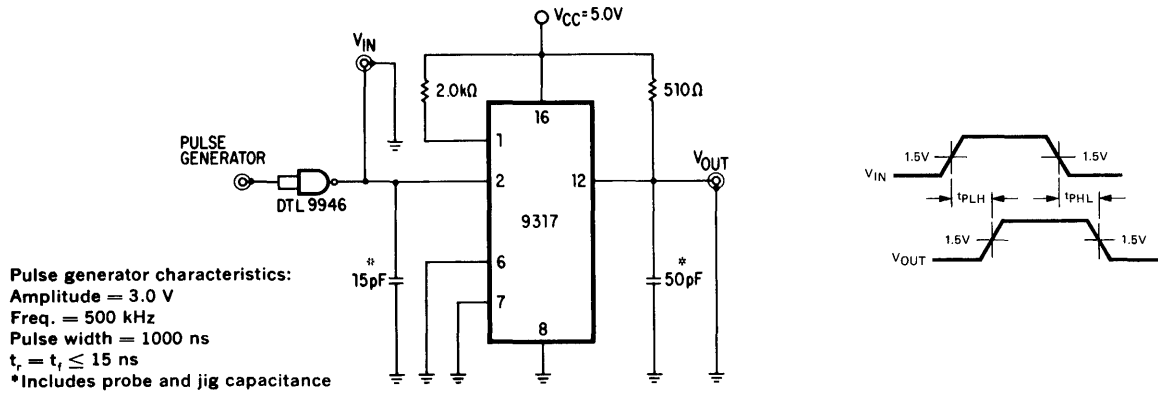 VCC = 5.0V
VIN
2.0kΩ
510Ω
16
1
PULSE
GENERATOR
DTL 9946
2
12
VOUT
9317
*
15pF
6
7
8
*
50pF
Pulse generator characteristics:
Amplitude = 3.0 V
Freq. = 500 kHz
Pulse width = 1000 ns
tr = tf ≤ 15 ns
*Includes probe and jig capacitance
1.5V
1.5V
VIN
tPLH
tPHL
1.5V
1.5V
VOUT